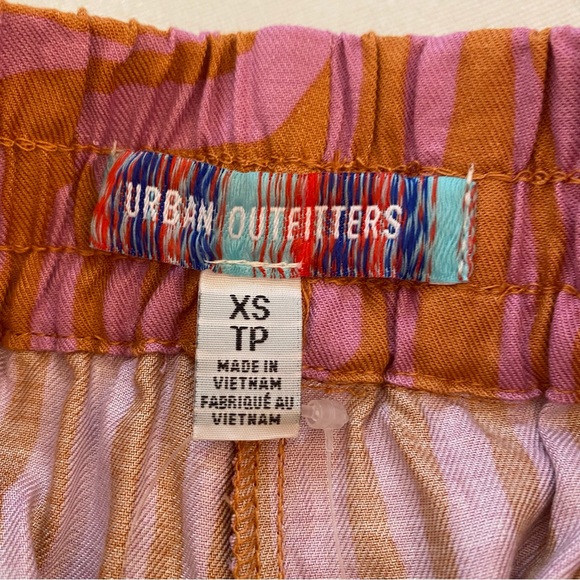 URBAN OUTFITTERS
XS
TP
MADE IN
VIETNAM
FABRIQUÉ AU
VIETNAM